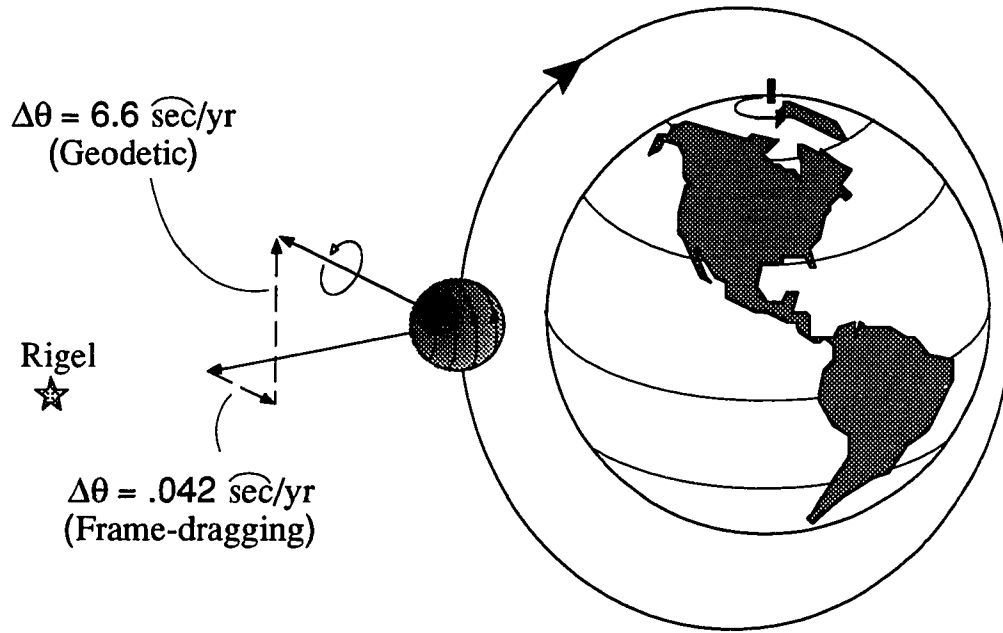 Δθ = 6.6 sec/yr
(Geodetic)
Rigel
Δθ = .042 sec/yr
(Frame-dragging)